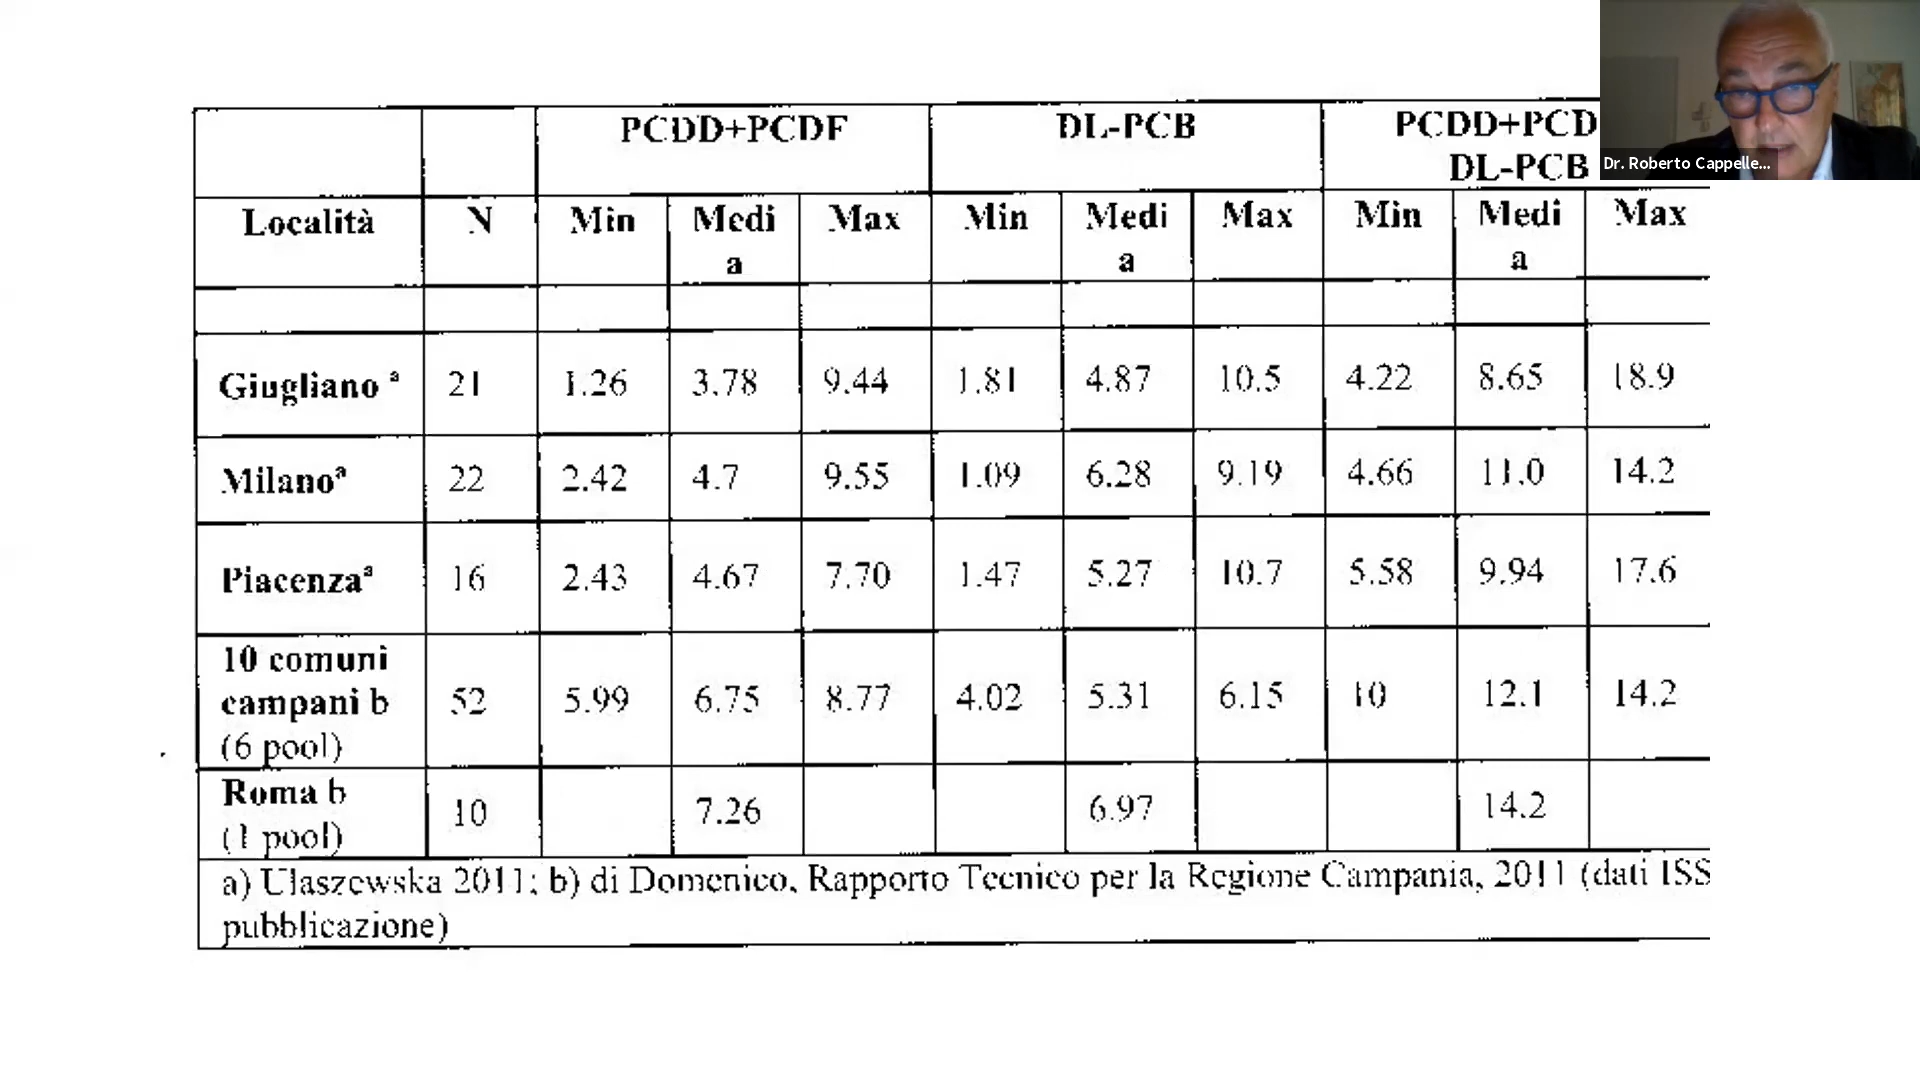 PCDD+PCDF DL-PCB PCDD+PCD
DL-PCB
Dr. Roberto Cappelle...
Località N Min Medi Max Min Medi Max Min Medi Max
a a a
Giugliano ª 21 1.26 3.78 9.44 1.81 4.87 10.5 4.22 8.65 18.9
Milanoª 22 2.42 4.7 9.55 1.09 6.28 9.19 4.66 11.0 14.2
Piacenzaª 16 2.43 4.67 7.70 1.47 5.27 10.7 5.58 9.94 17.6
10 comuni
campani b 52 5.99 6.75 8.77 4.02 5.31 6.15 10 12.1 14.2
(6 pool)
Roma b
(1 pool) 10 7.26 6.97 14.2
a) Ulaszewska 2011; b) di Domenico, Rapporto Tecnico per la Regione Campania, 2011 (dati ISS
pubblicazione)